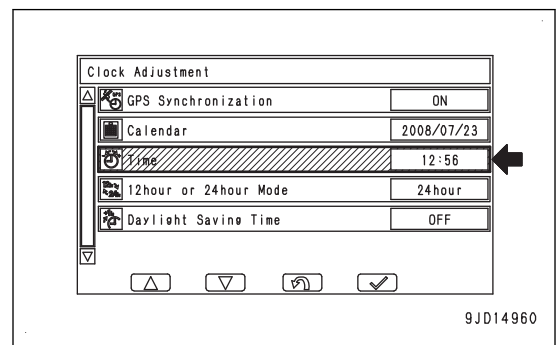 Clock Adjustment
GPS Synchronization ON
Calendar 2008/07/23
Time 12:56
12hour or 24hour Mode 24hour
Daylight Saving Time OFF
9JD14960